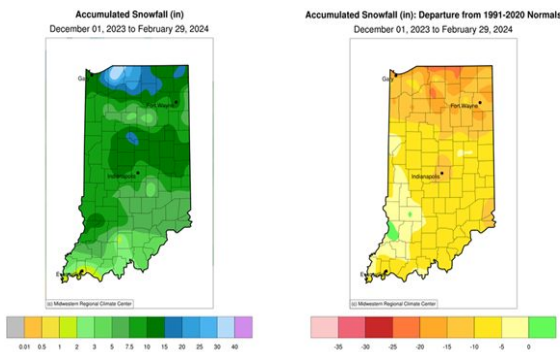 Accumulated Snowfall (in)
December 01, 2023 to February 29, 2024
Fort Wayne
Indianapolis
(c) Midwestern Regional Climate Center
0.01 0.5 1 2 3 5 7.5 10 15 20 25 30 40
Accumulated Snowfall (in): Departure from 1991-2020 Normals
December 01, 2023 to February 29, 2024
Fort Wayne
Indianapolis
(c) Midwestern Regional Climate Center
-35 -30 -25 -20 -15 -10 -5 0 5